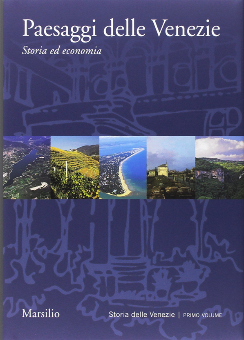 Paesaggi delle Venezie
Storia ed economia
Marsilio
Storia delle Venezie | PRIMO VOLUME